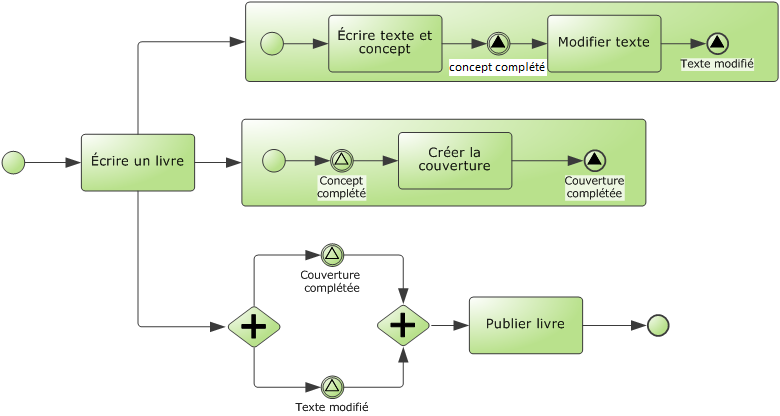 Écrire texte et
concept
Modifier texte
concept complété
Texte modifié
Écrire un livre
Créer la
couverture
Concept
complété
Couverture
complétée
Couverture
complétée
Publier livre
Texte modifié